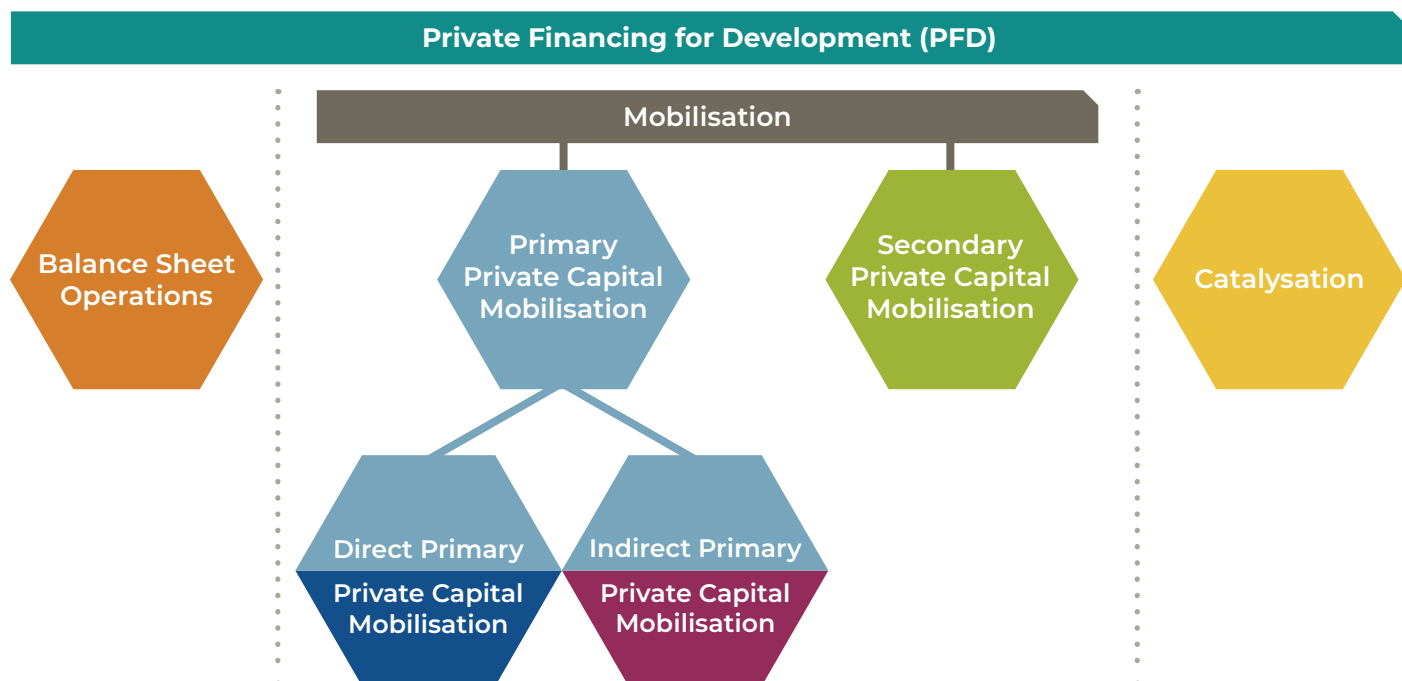 Private Financing for Development (PFD)
Mobilisation
Balance Sheet
Operations
Primary
Private Capital
Mobilisation
Secondary
Private Capital
Mobilisation
Catalysation
Direct Primary
Private Capital
Mobilisation
Indirect Primary
Private Capital
Mobilisation